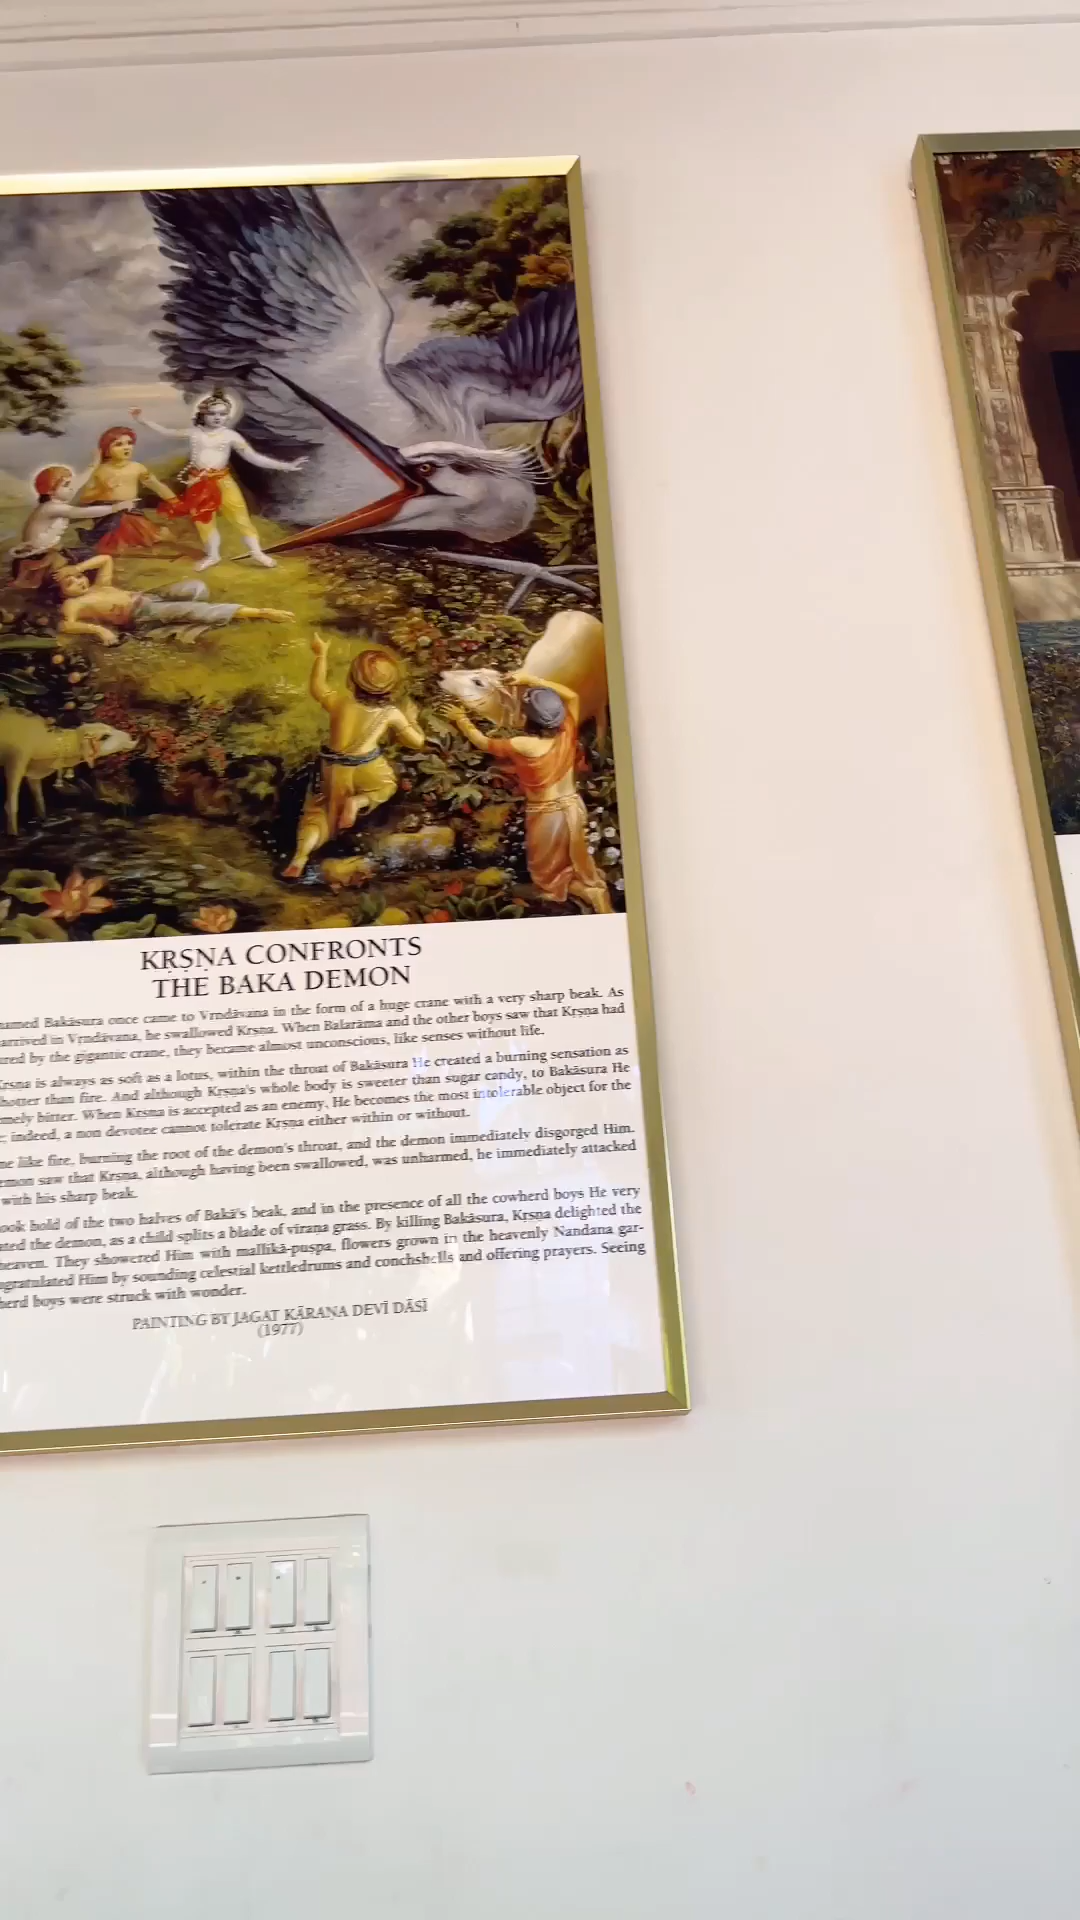 KṚṢṆA CONFRONTS
THE BAKA DEMON
named Bakāsura once came to Vṛndāvana in the form of a huge crane with a very sharp beak. As
arrived in Vṛndāvana, he swallowed Kṛṣṇa. When Balarāma and the other boys saw that Kṛṣṇa had
by the gigantic crane, they became almost unconscious, like senses without life.
Kṛṣṇa is always as soft as a lotus, within the throat of Bakāsura He created a burning sensation as
hotter than fire. And although Kṛṣṇa's whole body is sweeter than sugar candy, to Bakāsura He
bitter. When Kṛṣṇa is accepted as an enemy, He becomes the most intolerable object for the
indeed, a non devotee cannot tolerate Kṛṣṇa either within or without.
like fire, burning the root of the demon's throat, and the demon immediately disgorged Him.
saw that Kṛṣṇa, although having been swallowed, was unharmed, he immediately attacked
with his sharp beak.
hold of the two halves of Bakā's beak, and in the presence of all the cowherd boys He very
the demon, as a child splits a blade of vīraṇa grass. By killing Bakāsura, Kṛṣṇa delighted the
heaven. They showered Him with mallikā-puṣpa, flowers grown in the heavenly Nandana gar-
Him by sounding celestial kettledrums and conchshells and offering prayers. Seeing
boys were struck with wonder.
PAINTING BY JAGAT KĀRAṆA DEVĪ DĀSĪ
(1977)